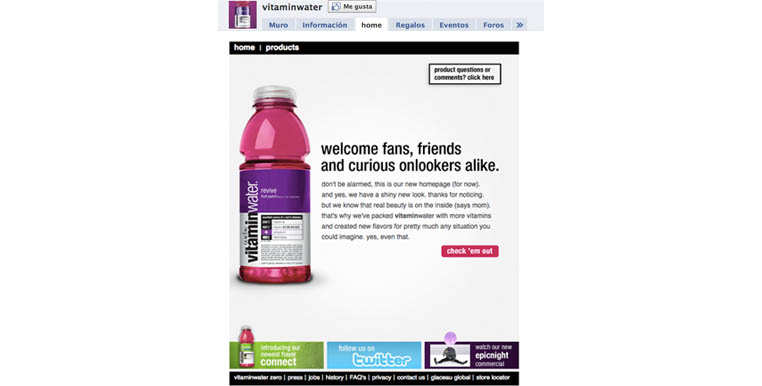 vitaminwater Me gusta
Muro Información home Regalos Eventos Foros »
home | products
product questions or
comments? click here
welcome fans, friends
and curious onlookers alike.
don't be alarmed, this is our new homepage (for now).
and yes, we have a shiny new look. thanks for noticing.
but we know that real beauty is on the inside (says mom).
that's why we've packed vitaminwater with more vitamins
and created new flavors for pretty much any situation you
could imagine. yes, even that.
check 'em out
revive
fruit punch
vitaminwater
introducing our
newest flavor
connect
follow us on
twitter
watch our new
epicnight
commercial
vitaminwater zero | press | jobs | history | FAQ's | privacy | contact us | glaceau global | store locator